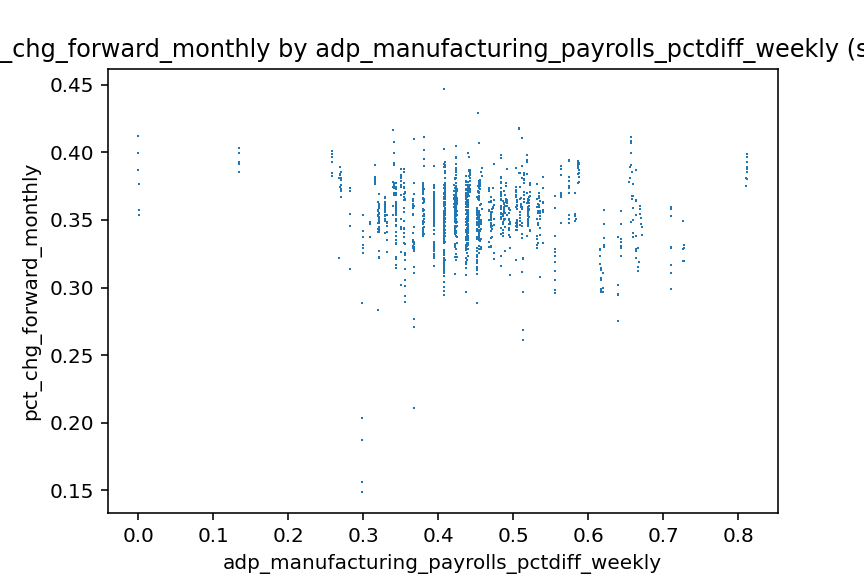 _chg_forward_monthly by adp_manufacturing_payrolls_pctdiff_weekly (s
0.45
0.40
0.35
0.30
0.25
0.20
0.15
pct_chg_forward_monthly
0.0 0.1 0.2 0.3 0.4 0.5 0.6 0.7 0.8
adp_manufacturing_payrolls_pctdiff_weekly